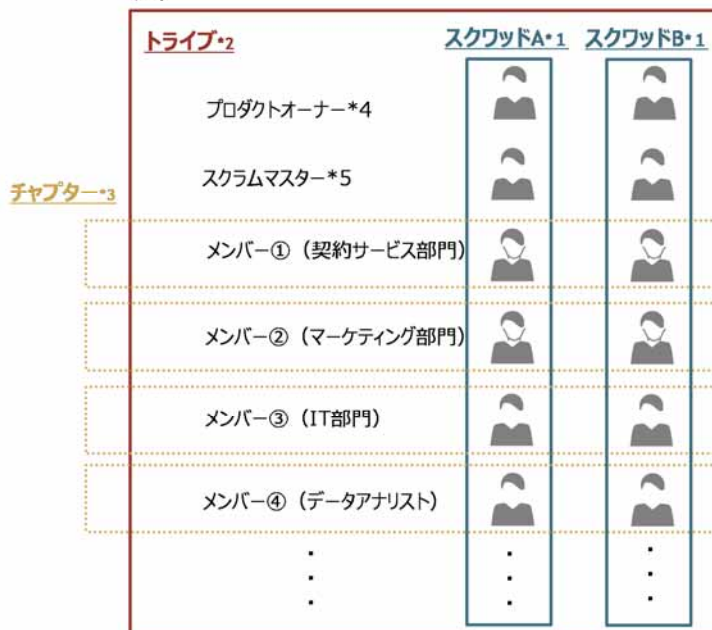 トライブ*2
スクワッドA*1 スクワッドB*1
プロダクトオーナー*4
スクラムマスター*5
チャプター*3
メンバー①（契約サービス部門）
メンバー②（マーケティング部門）
メンバー③（IT部門）
メンバー④（データアナリスト）